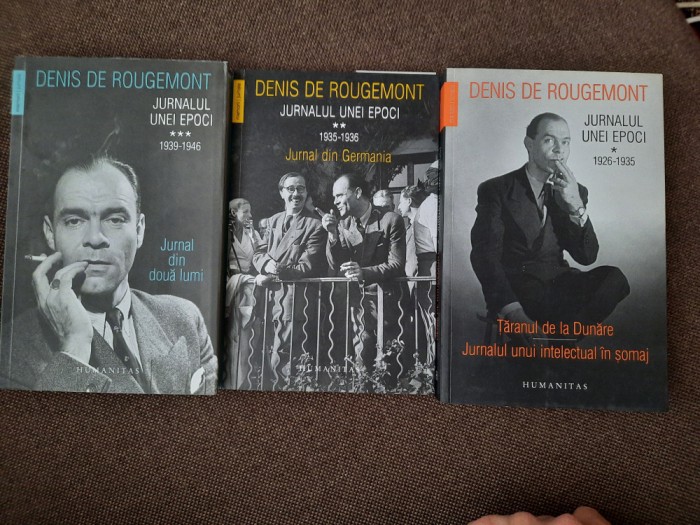 DENIS DE ROUGEMONT
JURNALUL
UNEI EPOCI
***
1939-1946
Jurnal
din
două lumi
HUMANITAS
DENIS DE ROUGEMONT
JURNALUL UNEI EPOCI
**
1935-1936
Jurnal din Germania
HUMANITAS
DENIS DE ROUGEMONT
JURNALUL
UNEI EPOCI
*
1926-1935
Țăranul de la Dunăre
Jurnalul unui intelectual în șomaj
HUMANITAS